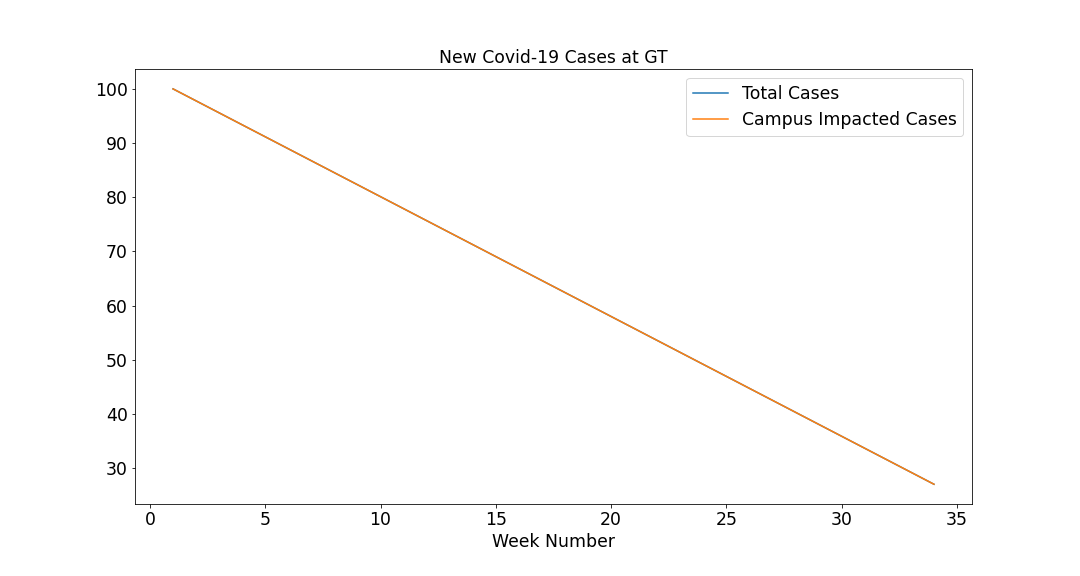 New Covid-19 Cases at GT
Total Cases
Campus Impacted Cases
100
90
80
70
60
50
40
30
0 5 10 15 20 25 30 35
Week Number